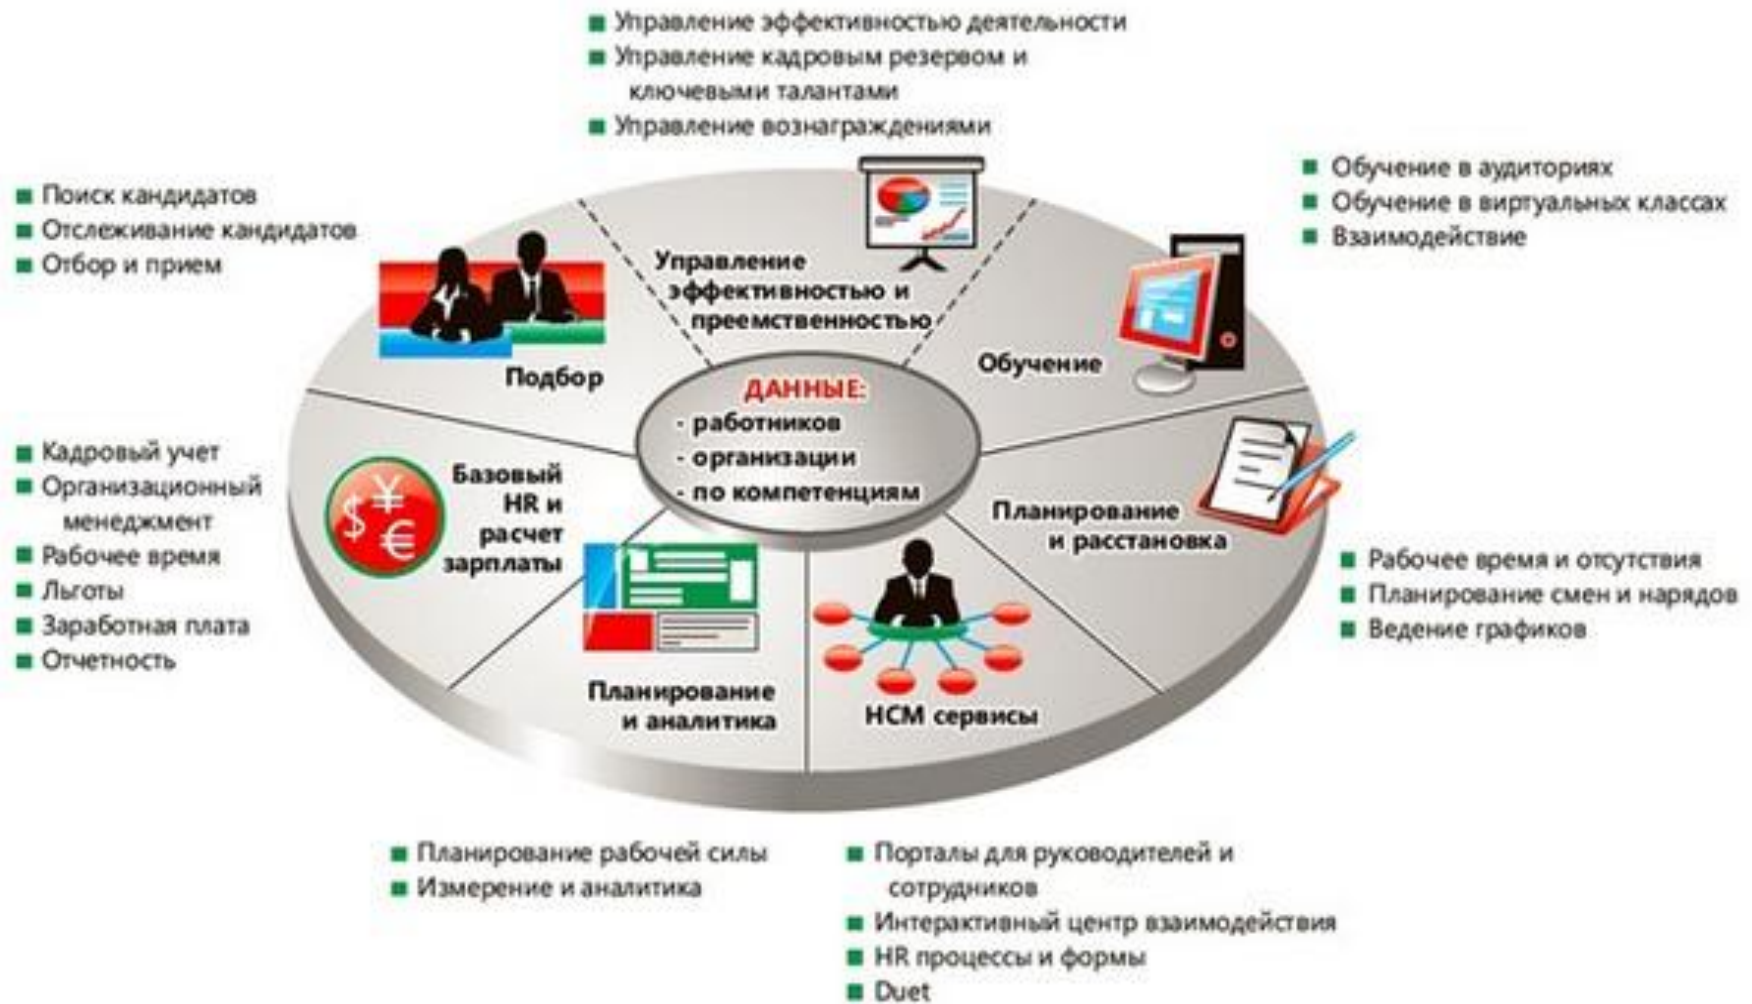 Управление эффективностью деятельности
Управление кадровым резервом и
ключевыми талантами
Управление вознаграждениями
Поиск кандидатов
Отслеживание кандидатов
Отбор и прием
Обучение в аудиториях
Обучение в виртуальных классах
Взаимодействие
Управление
эффективностью и
преемственностью
Подбор
Обучение
ДАННЫЕ:
- работников
- организации
- по компетенциям
Кадровый учет
Организационный
менеджмент
Рабочее время
Льготы
Заработная плата
Отчетность
$ ¥ €
Базовый
HR и
расчет
зарплаты
Планирование
и расстановка
Рабочее время и отсутствия
Планирование смен и нарядов
Ведение графиков
Планирование
и аналитика
HCM сервисы
Планирование рабочей силы
Измерение и аналитика
Порталы для руководителей и
сотрудников
Интерактивный центр взаимодействия
HR процессы и формы
Duet